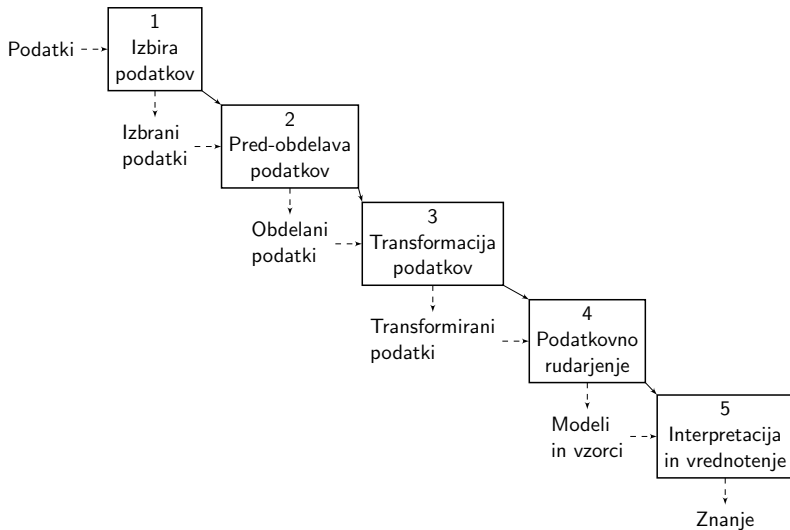 1
Podatki
Izbira
podatkov
Izbrani
podatki
2
Pred-obdelava
podatkov
Obdelani
podatki
3
Transformacija
podatkov
Transformirani
podatki
4
Podatkovno
rudarjenje
Modeli
in vzorci
5
Interpretacija
in vrednotenje
Znanje